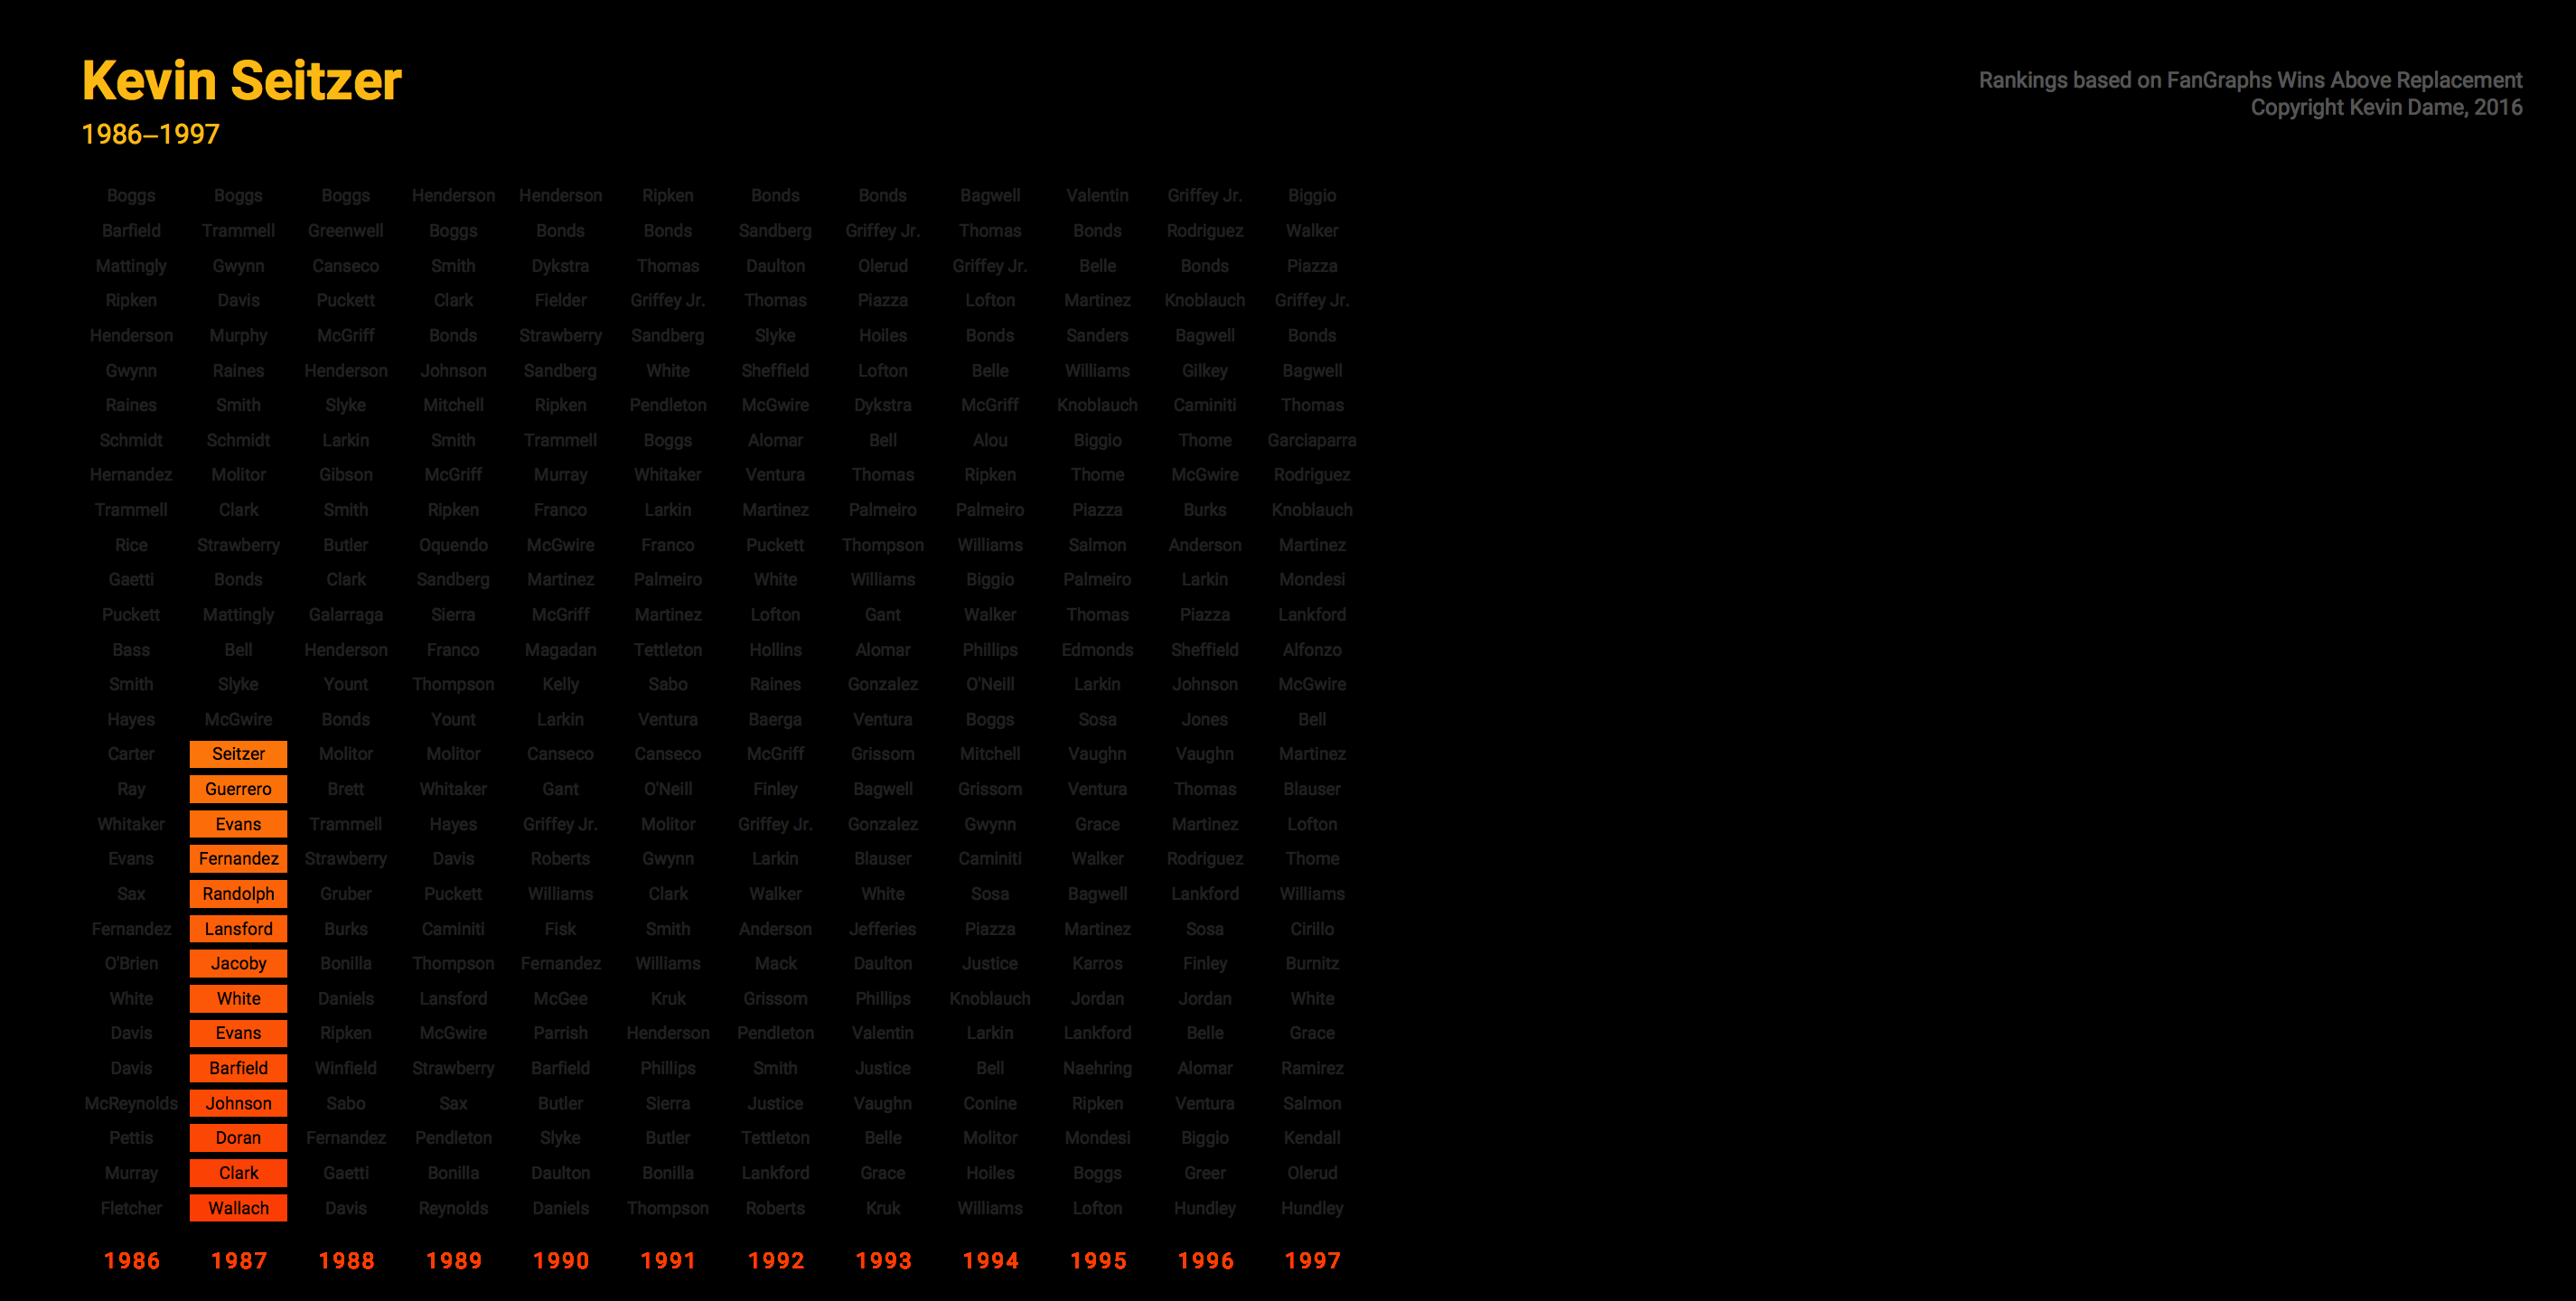 Kevin Seitzer
1986–1997
Rankings based on FanGraphs Wins Above Replacement
Copyright Kevin Dame, 2016
Boggs Boggs Boggs Henderson Henderson Ripken Bonds Bonds Bagwell Valentin Griffey Jr. Biggio
Barfield Trammell Greenwell Boggs Bonds Bonds Sandberg Griffey Jr. Thomas Bonds Rodriguez Walker
Mattingly Gwynn Canseco Smith Dykstra Thomas Daulton Olerud Griffey Jr. Belle Bonds Piazza
Ripken Davis Puckett Clark Fielder Griffey Jr. Thomas Piazza Lofton Martinez Knoblauch Griffey Jr.
Henderson Murphy McGriff Bonds Strawberry Sandberg Slyke Hoiles Bonds Sanders Bagwell Bonds
Gwynn Raines Henderson Johnson Sandberg White Sheffield Lofton Belle Williams Gilkey Bagwell
Raines Smith Slyke Mitchell Ripken Pendleton McGwire Dykstra McGriff Knoblauch Caminiti Thomas
Schmidt Schmidt Larkin Smith Trammell Boggs Alomar Bell Alou Biggio Thome Garciaparra
Hernandez Molitor Gibson McGriff Murray Whitaker Ventura Thomas Ripken Thome McGwire Rodriguez
Trammell Clark Smith Ripken Franco Larkin Martinez Palmeiro Palmeiro Piazza Burks Knoblauch
Rice Strawberry Butler Oquendo McGwire Franco Puckett Thompson Williams Salmon Anderson Martinez
Gaetti Bonds Clark Sandberg Martinez Palmeiro White Williams Biggio Palmeiro Larkin Mondesi
Puckett Mattingly Galarraga Sierra McGriff Martinez Lofton Gant Walker Thomas Piazza Lankford
Bass Bell Henderson Franco Magadan Tettleton Hollins Alomar Phillips Edmonds Sheffield Alfonzo
Smith Slyke Yount Thompson Kelly Sabo Raines Gonzalez O'Neill Larkin Johnson McGwire
Hayes McGwire Bonds Yount Larkin Ventura Baerga Ventura Boggs Sosa Jones Bell
Carter Seitzer Molitor Molitor Canseco Canseco McGriff Grissom Mitchell Vaughn Vaughn Martinez
Ray Guerrero Brett Whitaker Gant O'Neill Finley Bagwell Grissom Ventura Thomas Blauser
Whitaker Evans Trammell Hayes Griffey Jr. Molitor Griffey Jr. Gonzalez Gwynn Grace Martinez Lofton
Evans Fernandez Strawberry Davis Roberts Gwynn Larkin Blauser Caminiti Walker Rodriguez Thome
Sax Randolph Gruber Puckett Williams Clark Walker White Sosa Bagwell Lankford Williams
Fernandez Lansford Burks Caminiti Fisk Smith Anderson Jefferies Piazza Martinez Sosa Cirillo
O'Brien Jacoby Bonilla Thompson Fernandez Williams Mack Daulton Justice Karros Finley Burnitz
White White Daniels Lansford McGee Kruk Grissom Phillips Knoblauch Jordan Jordan White
Davis Evans Ripken McGwire Parrish Henderson Pendleton Valentin Larkin Lankford Belle Grace
Davis Barfield Winfield Strawberry Barfield Phillips Smith Justice Bell Naehring Alomar Ramirez
McReynolds Johnson Sabo Sax Butler Sierra Justice Vaughn Conine Ripken Ventura Salmon
Pettis Doran Fernandez Pendleton Slyke Butler Tettleton Belle Molitor Mondesi Biggio Kendall
Murray Clark Gaetti Bonilla Daulton Bonilla Lankford Grace Hoiles Boggs Greer Olerud
Fletcher Wallach Davis Reynolds Daniels Thompson Roberts Kruk Williams Lofton Hundley Hundley
1986 1987 1988 1989 1990 1991 1992 1993 1994 1995 1996 1997